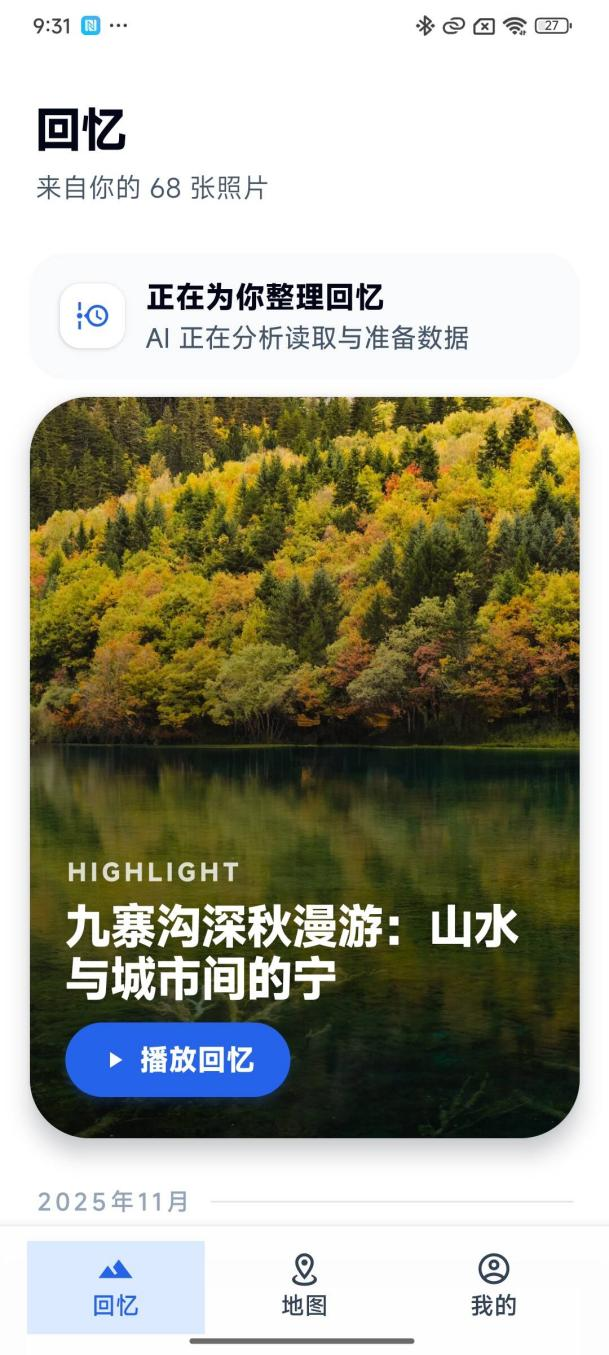 9:31
27
回忆
来自你的 68 张照片
正在为你整理回忆
AI 正在分析读取与准备数据
HIGHLIGHT
九寨沟深秋漫游：山水
与城市间的宁
播放回忆
2025年11月
回忆
地图
我的